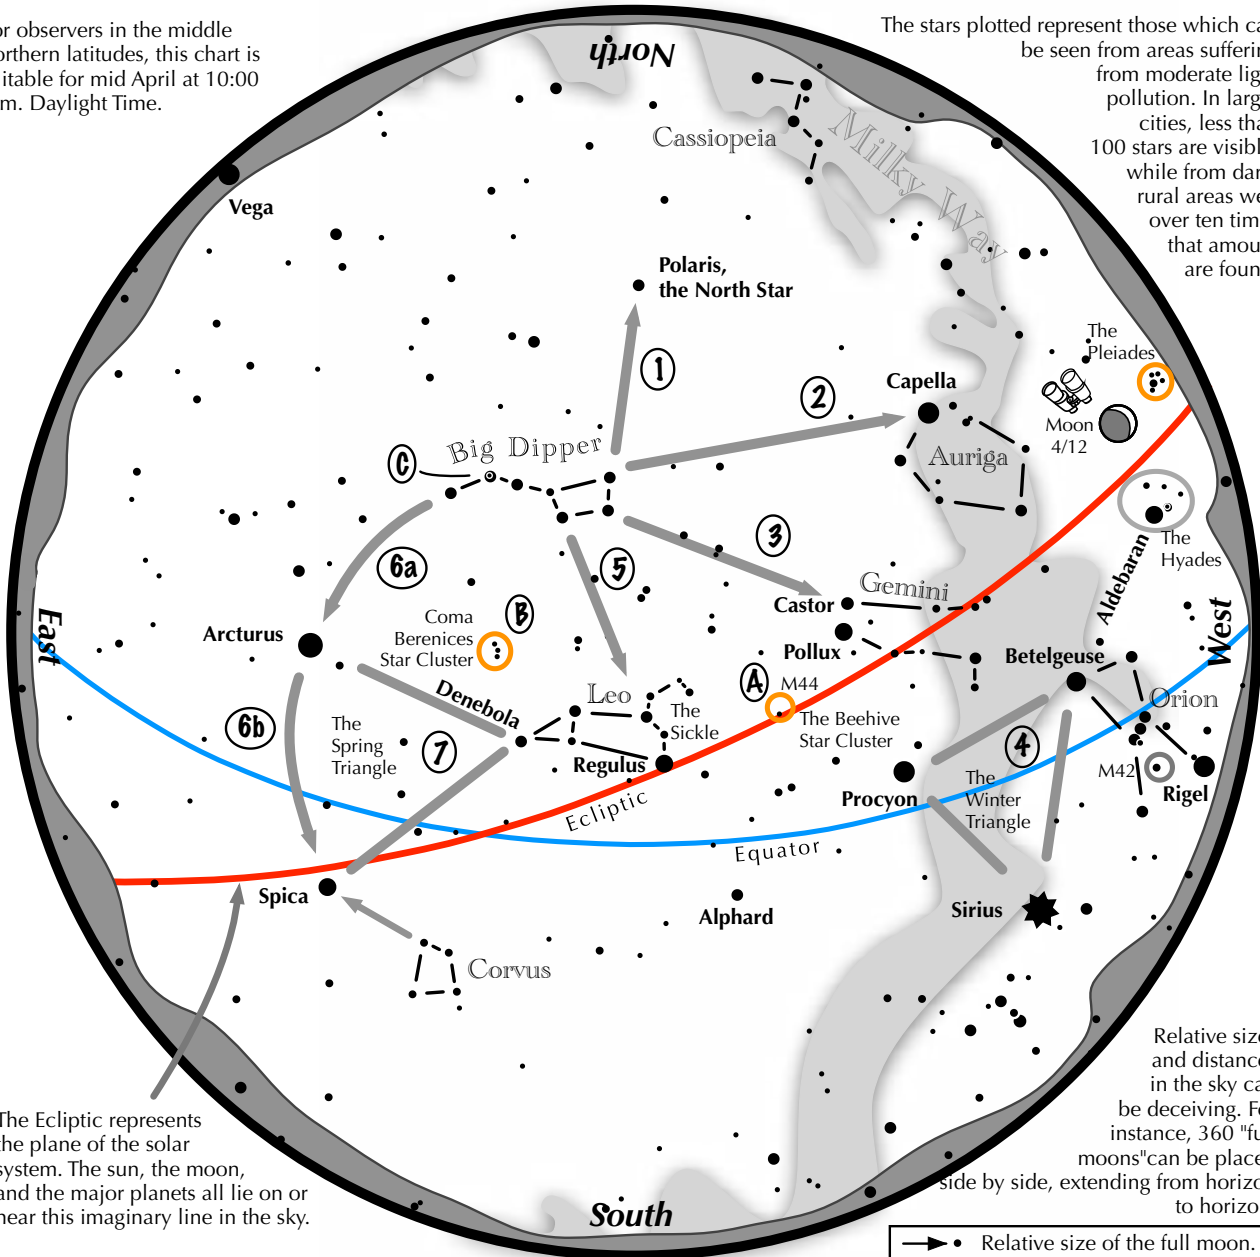 or observers in the middle
orthern latitudes, this chart is
itable for mid April at 10:00
m. Daylight Time.
The stars plotted represent those which ca
be seen from areas sufferin
from moderate lig
pollution. In larg
cities, less tha
100 stars are visibl
while from dar
rural areas we
over ten tim
that amou
are foun
North
Cassiopeia
Milky Way
Vega
Polaris,
the North Star
The
Pleiades
1
2
Capella
Moon
4/12
Big Dipper
C
Auriga
3
The
Hyades
Aldebaran
6a
5
Gemini
Castor
B
Coma
Berenices
Star Cluster
East
West
Arcturus
Pollux
Betelgeuse
A
M44
Denebola
Leo
The
Sickle
Orion
6b
The
Spring
Triangle
7
The Beehive
Star Cluster
4
Regulus
M42
Procyon
The
Winter
Triangle
Rigel
Ecliptic
Equator
Spica
Alphard
Sirius
Corvus
Relative size
and distance
in the sky ca
be deceiving. Fo
instance, 360 "fu
moons"can be place
side by side, extending from horizo
to horizo
The Ecliptic represents
the plane of the solar
system. The sun, the moon,
and the major planets all lie on or
near this imaginary line in the sky.
South
Relative size of the full moon.